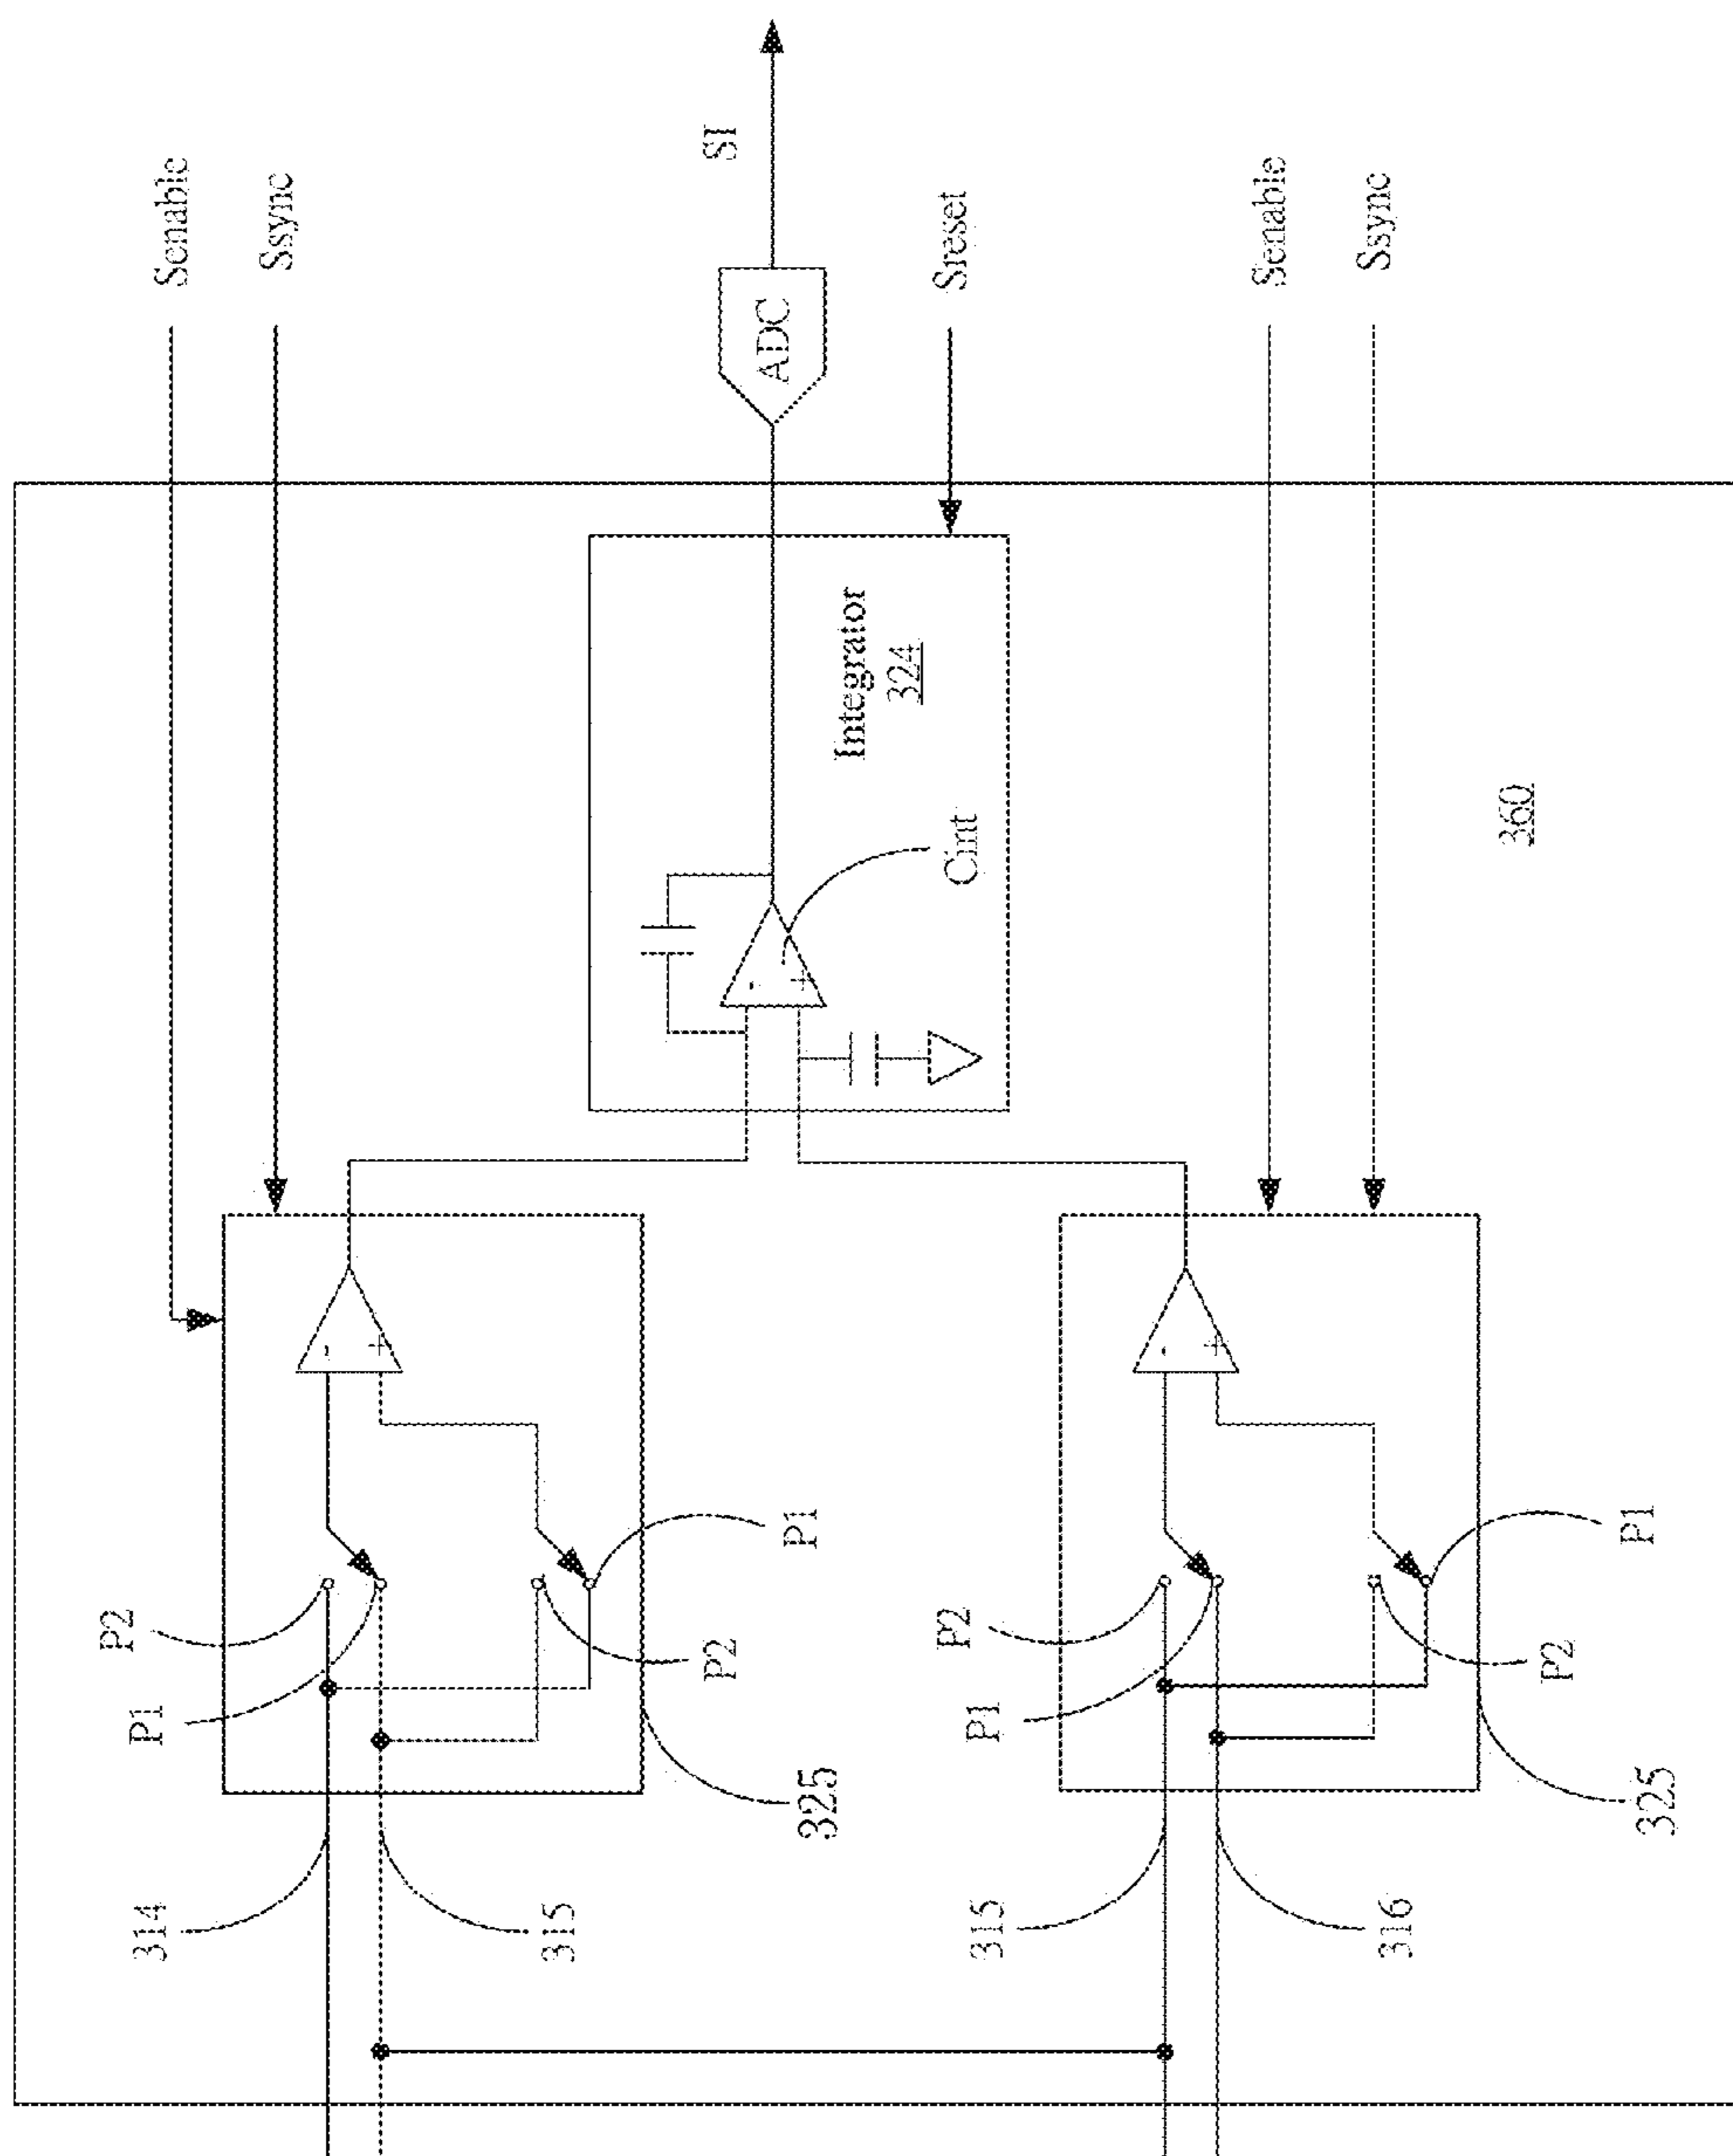 Senable
Ssync
SI
ADC
Sreset
Senable
Ssync
Integrator
324
Cint
360
-
+
-
+
-
+
P2
P1
P1
P2
325
P2
P1
P1
P2
325
314
315
315
316